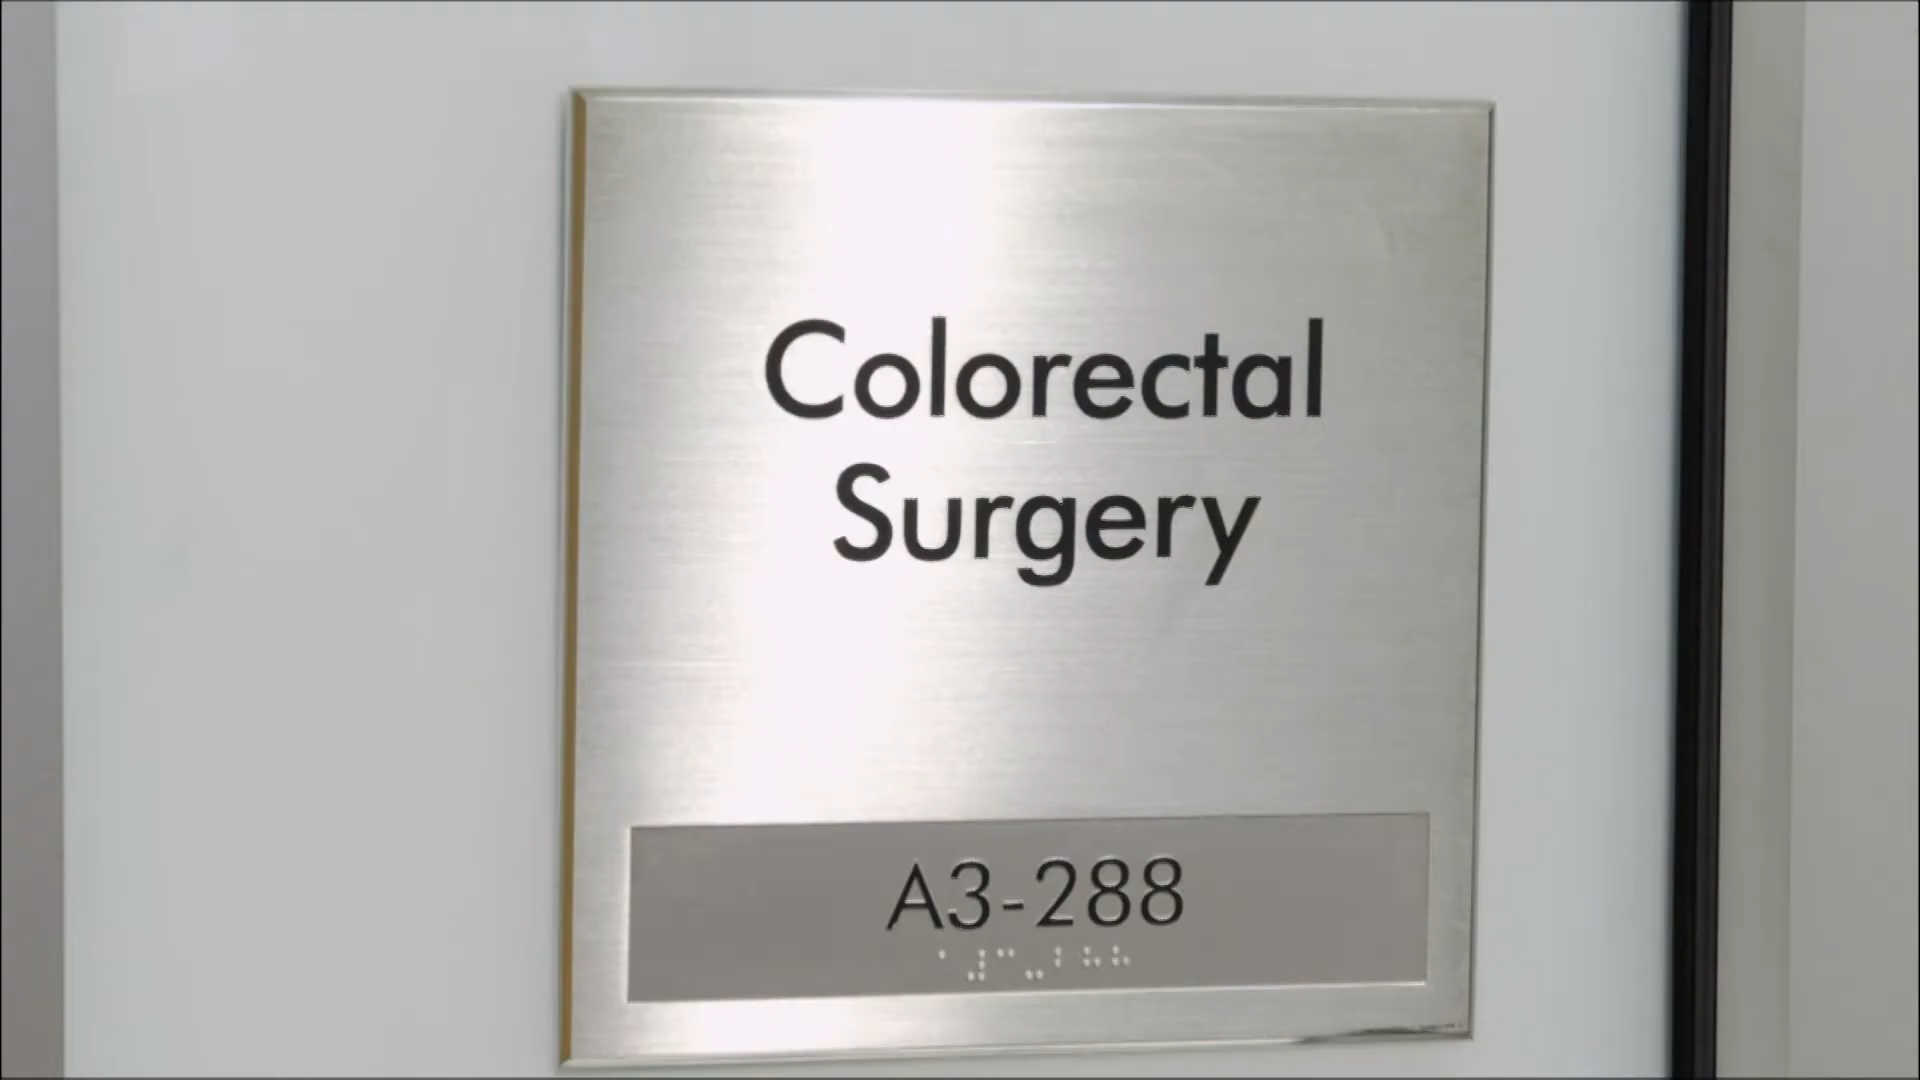 Colorectal
Surgery
A3-288
⠁⠼⠉⠤⠃⠓⠓